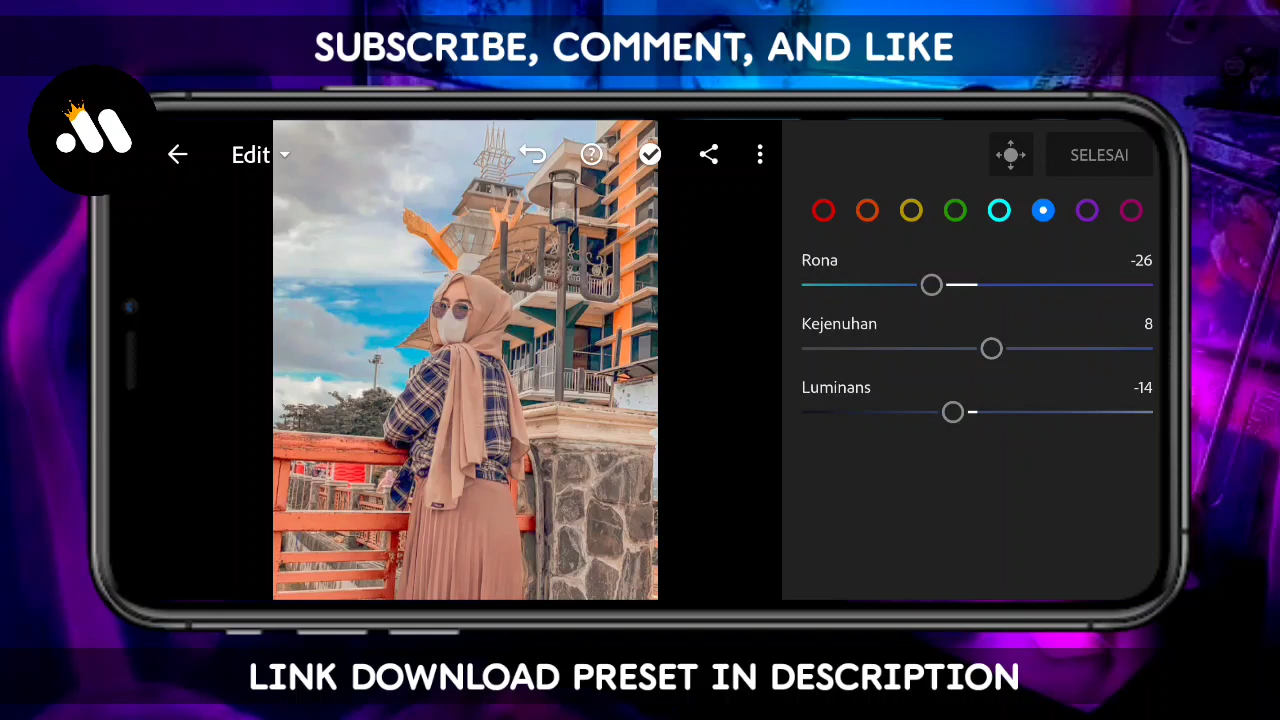 SUBSCRIBE, COMMENT, AND LIKE
Edit
SELESAI
Rona -26
Kejenuhan 8
Luminans -14
LINK DOWNLOAD PRESET IN DESCRIPTION